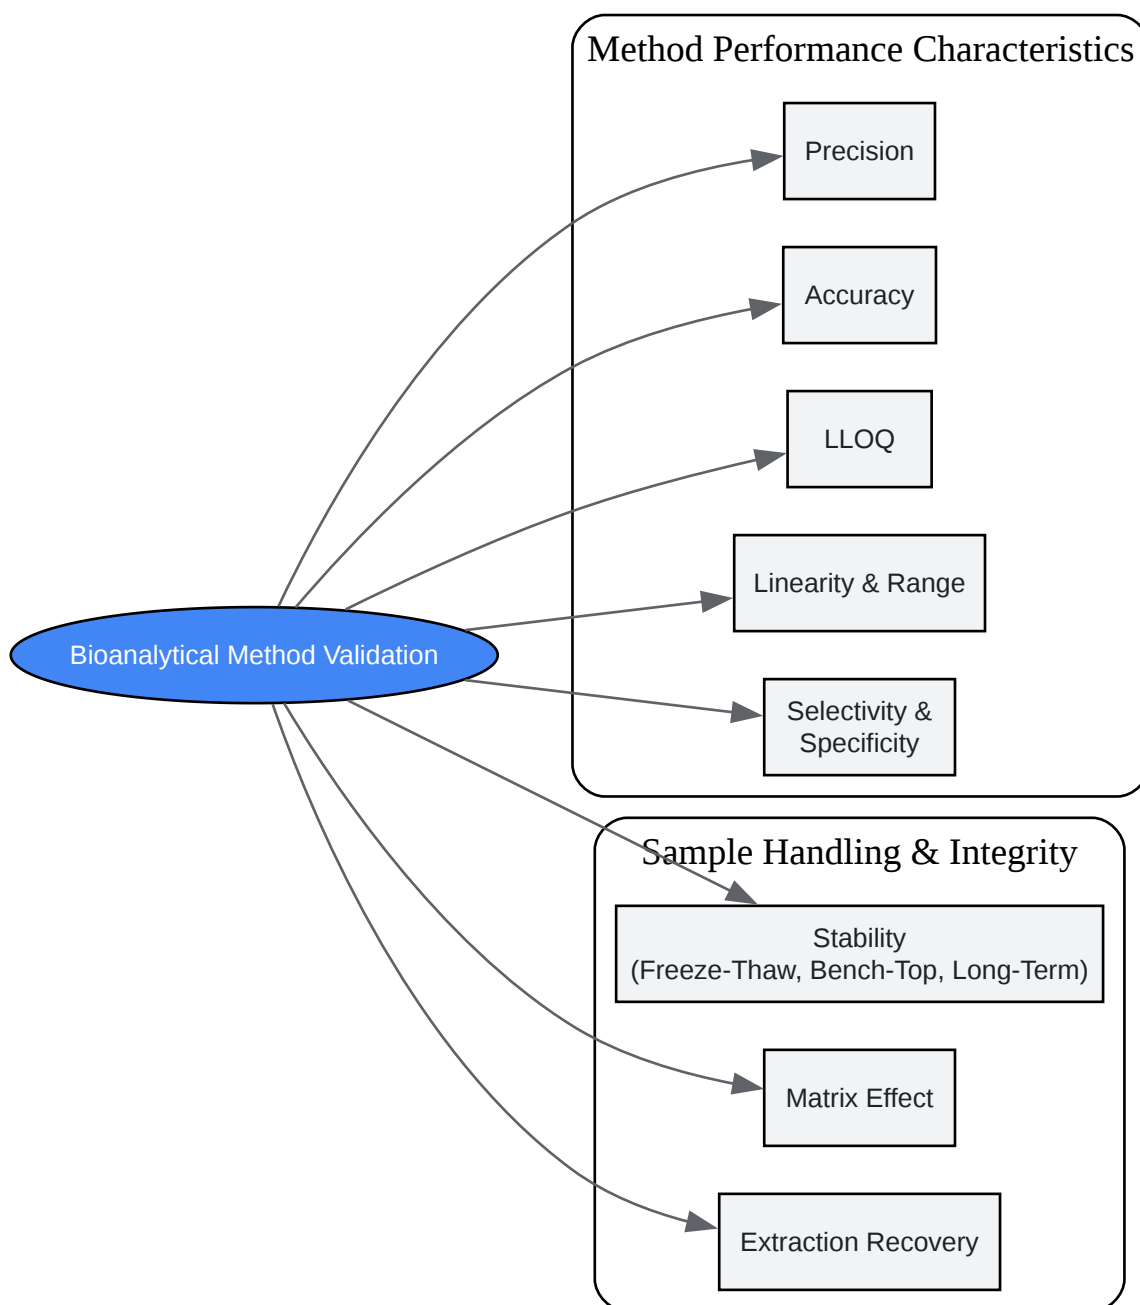 Method Performance Characteristics
Precision
Accuracy
LLOQ
Linearity & Range
Bioanalytical Method Validation
Selectivity &
Specificity
Sample Handling & Integrity
Stability
(Freeze-Thaw, Bench-Top, Long-Term)
Matrix Effect
Extraction Recovery